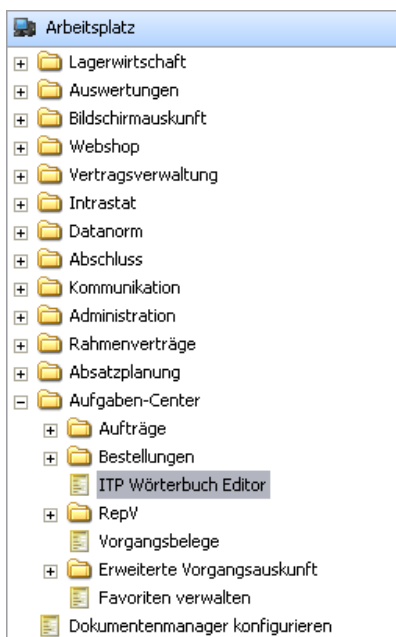 Arbeitsplatz
Lagerwirtschaft
Auswertungen
Bildschirmauskunft
Webshop
Vertragsverwaltung
Intrastat
Datanorm
Abschluss
Kommunikation
Administration
Rahmenverträge
Absatzplanung
Aufgaben-Center
Aufträge
Bestellungen
ITP Wörterbuch Editor
RepV
Vorgangsbelege
Erweiterte Vorgangsauskunft
Favoriten verwalten
Dokumentenmanager konfigurieren